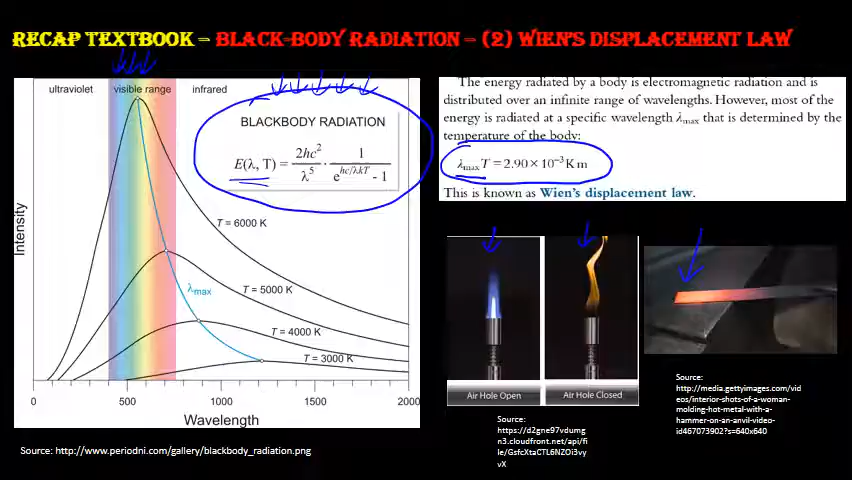 RECAP TEXTBOOK – BLACK-BODY RADIATION – (2) WIEN'S DISPLACEMENT LAW
ultraviolet visible range infrared
BLACKBODY RADIATION
E(λ, T) = 2hc² / λ⁵ · 1 / e^(hc/λkT) - 1
T = 6000 K
T = 5000 K
T = 4000 K
T = 3000 K
λmax
Intensity
0 500 1000 1500 2000
Wavelength
Source: http://www.periodni.com/gallery/blackbody_radiation.png
The energy radiated by a body is electromagnetic radiation and is
distributed over an infinite range of wavelengths. However, most of the
energy is radiated at a specific wavelength λmax that is determined by the
temperature of the body:
λmax T = 2.90 × 10⁻³ K m
This is known as Wien's displacement law.
Air Hole Open
Air Hole Closed
Source:
https://d2gne97vdumg
n3.cloudfront.net/api/fi
le/GsfcXtaCTL6NZOi3vy
vX
Source:
http://media.gettyimages.com/vid
eos/interior-shots-of-a-woman-
molding-hot-metal-with-a-
hammer-on-an-anvil-video-
id467073902?s=640x640